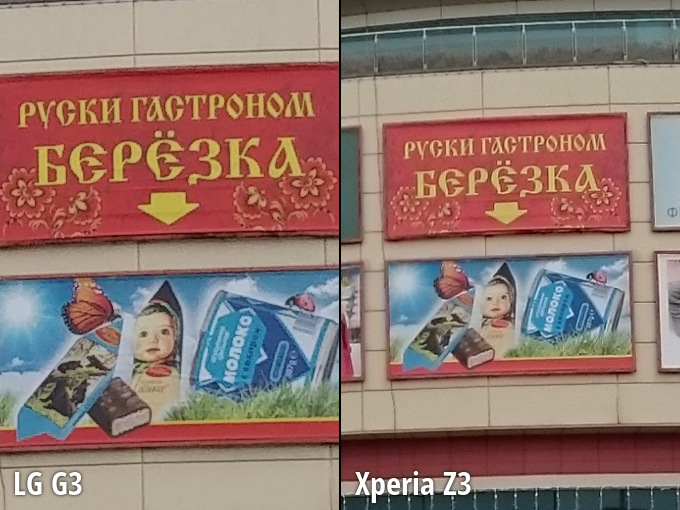 РУСКИ ГАСТРОНОМ
БЕРЁЗКА
МОЛОКО
LG G3
РУСКИ ГАСТРОНОМ
БЕРЁЗКА
МОЛОКО
Xperia Z3